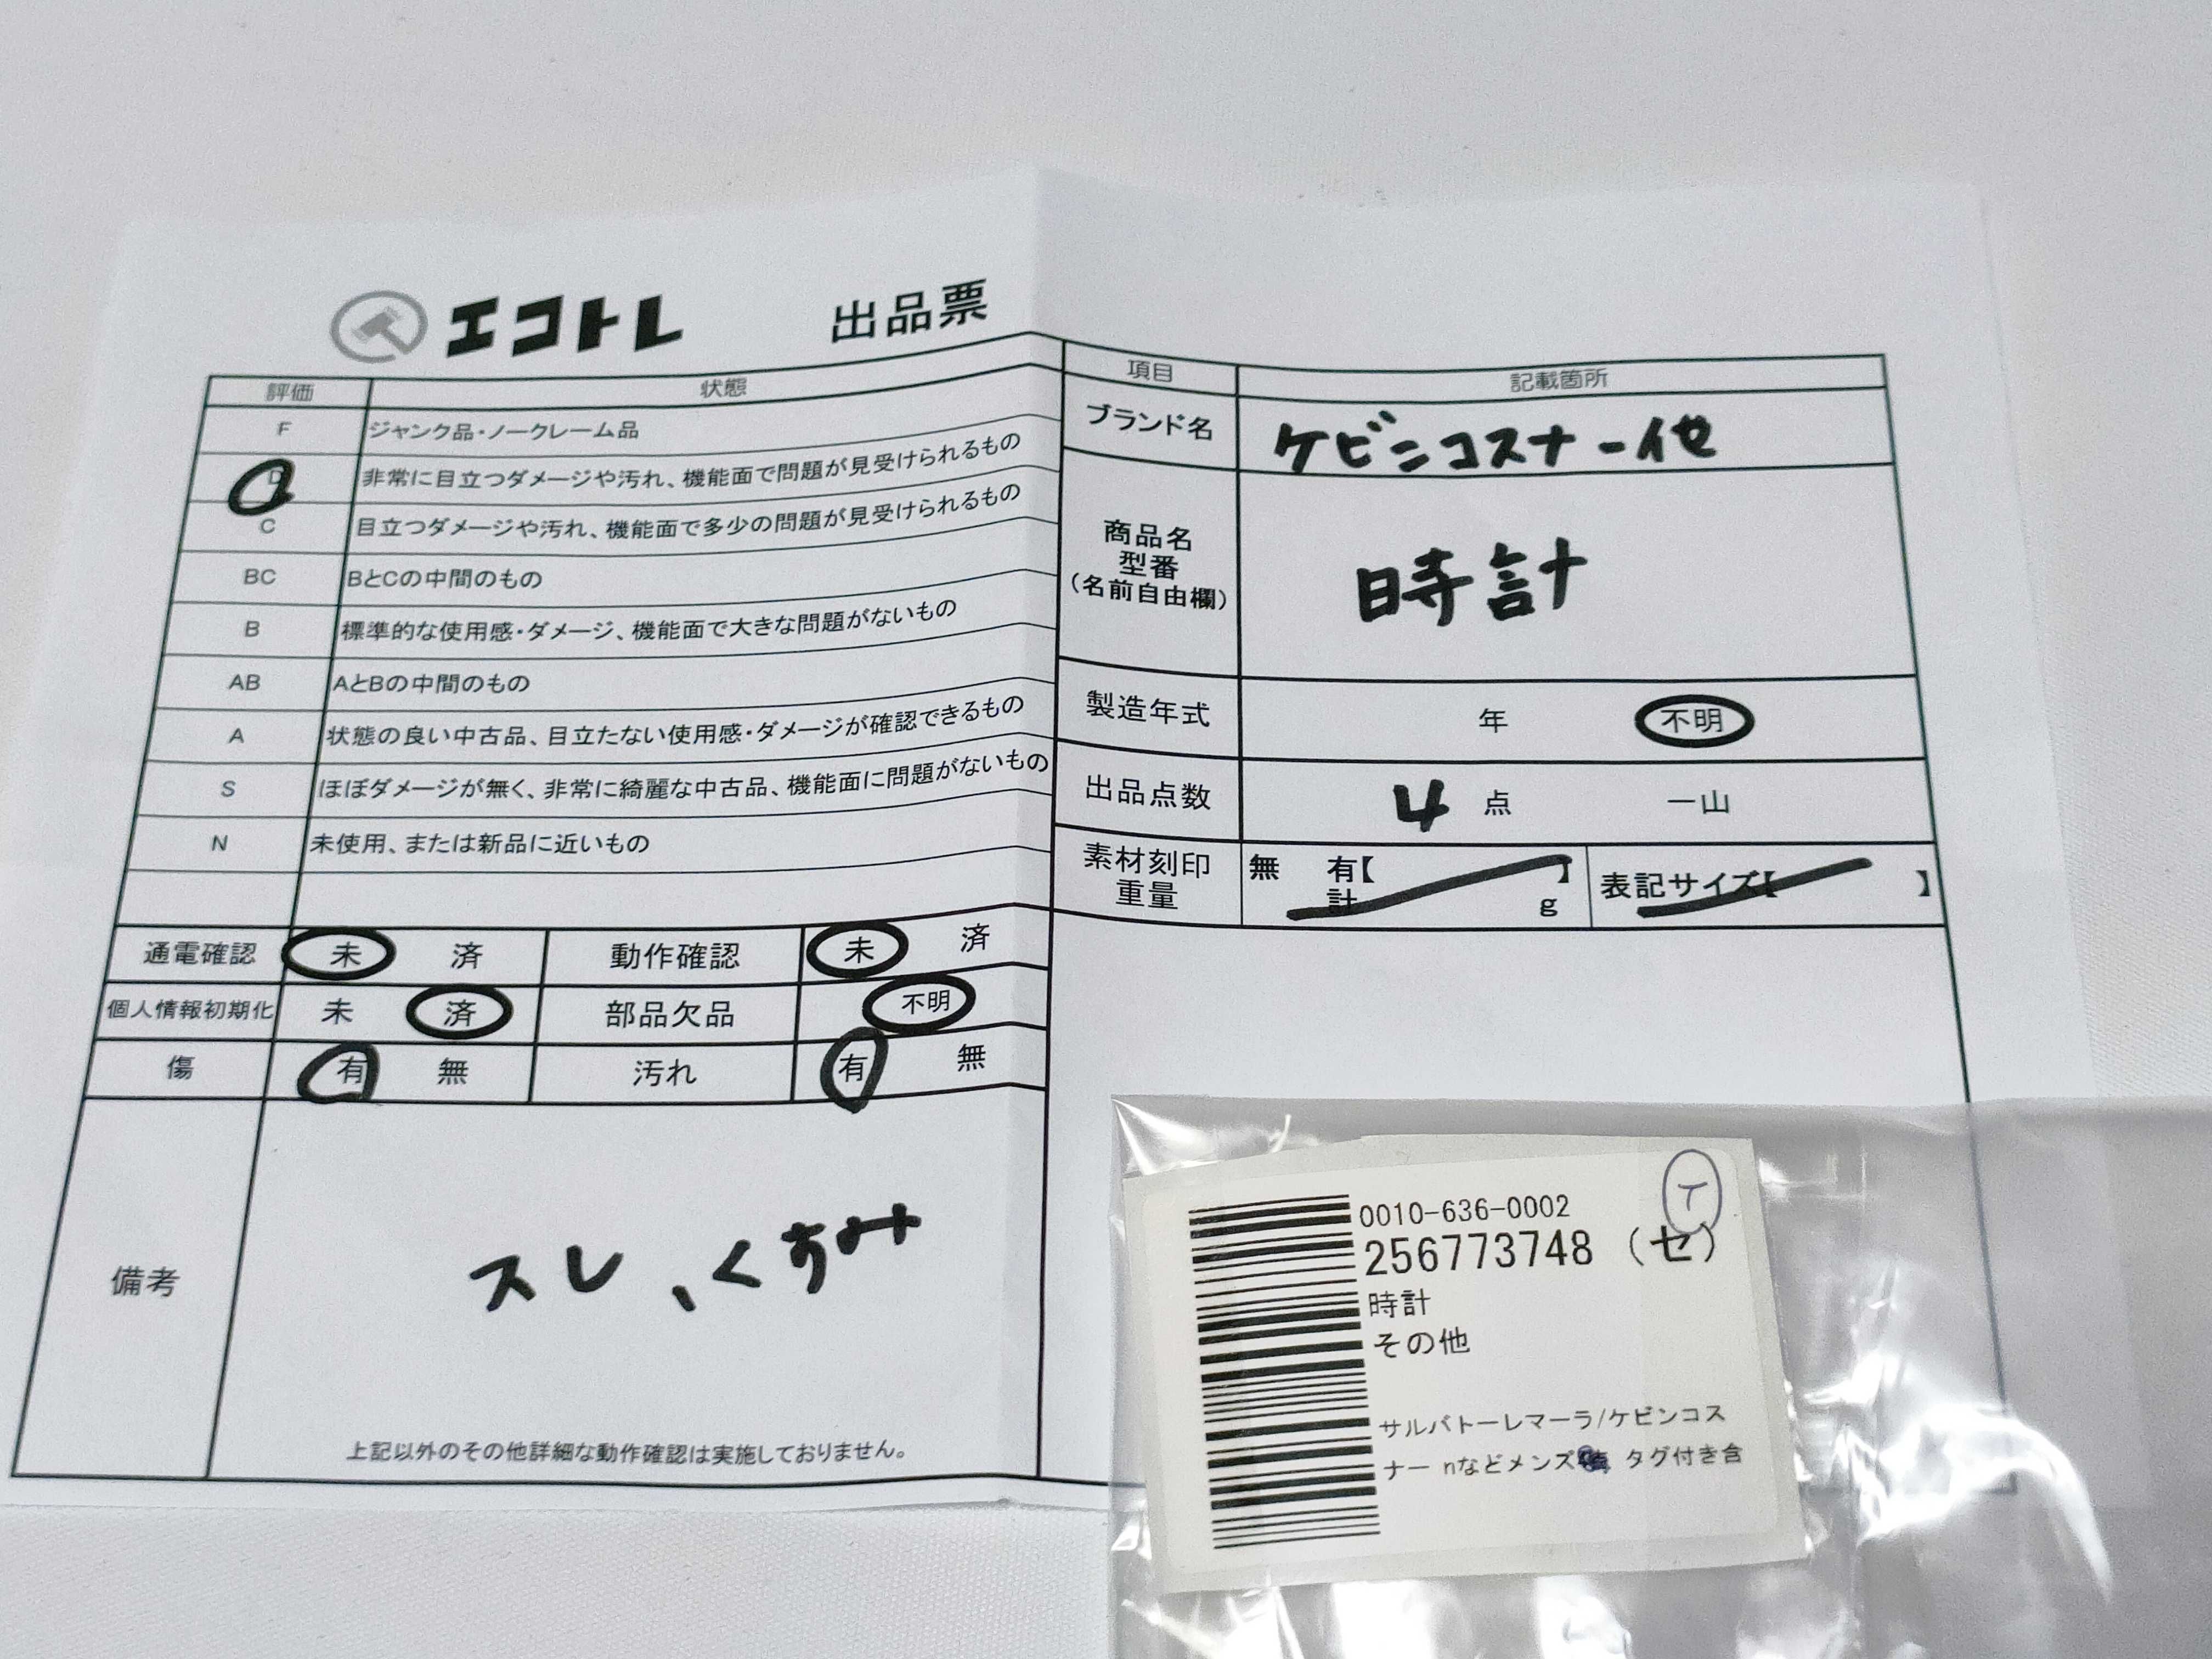 エコトレ 出品票
評価 状態
F ジャンク品・ノークレーム品
D 非常に目立つダメージや汚れ、機能面で問題が見受けられるもの
C 目立つダメージや汚れ、機能面で多少の問題が見受けられるもの
BC BとCの中間のもの
B 標準的な使用感・ダメージ、機能面で大きな問題がないもの
AB AとBの中間のもの
A 状態の良い中古品、目立たない使用感・ダメージが確認できるもの
S ほぼダメージが無く、非常に綺麗な中古品、機能面に問題がないもの
N 未使用、または新品に近いもの
通電確認 未 済 動作確認 未 済
個人情報初期化 未 済 部品欠品 不明
傷 有 無 汚れ 有 無
備考 スレ、くすみ
上記以外のその他詳細な動作確認は実施しておりません。
項目 記載箇所
ブランド名 ケビンコスナー他
商品名
型番
(名前自由欄)
時計
製造年式 年 不明
出品点数 4 点 一山
素材刻印 無 有【 】
重量 計 g
表記サイズ【 】
イ
0010-636-0002
256773748 (セ)
時計
その他
サルバトーレマーラ/ケビンコス
ナー nなどメンズ タグ付き含